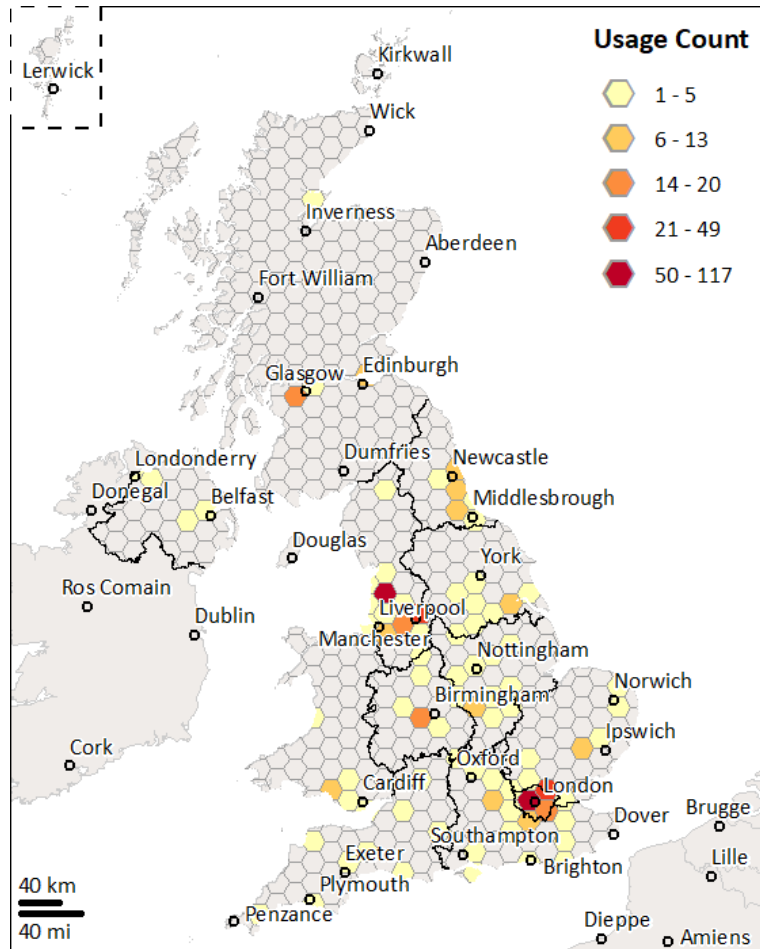 Usage Count
1 - 5
6 - 13
14 - 20
21 - 49
50 - 117
Lerwick
Kirkwall
Wick
Inverness
Aberdeen
Fort William
Glasgow
Edinburgh
Dumfries
Newcastle
Londonderry
Donegal
Belfast
Middlesbrough
Douglas
York
Ros Comain
Dublin
Liverpool
Manchester
Nottingham
Norwich
Birmingham
Ipswich
Cork
Oxford
Cardiff
London
Dover
Brugge
Southampton
Exeter
Brighton
Lille
Plymouth
Penzance
Dieppe
Amiens
40 km
40 mi